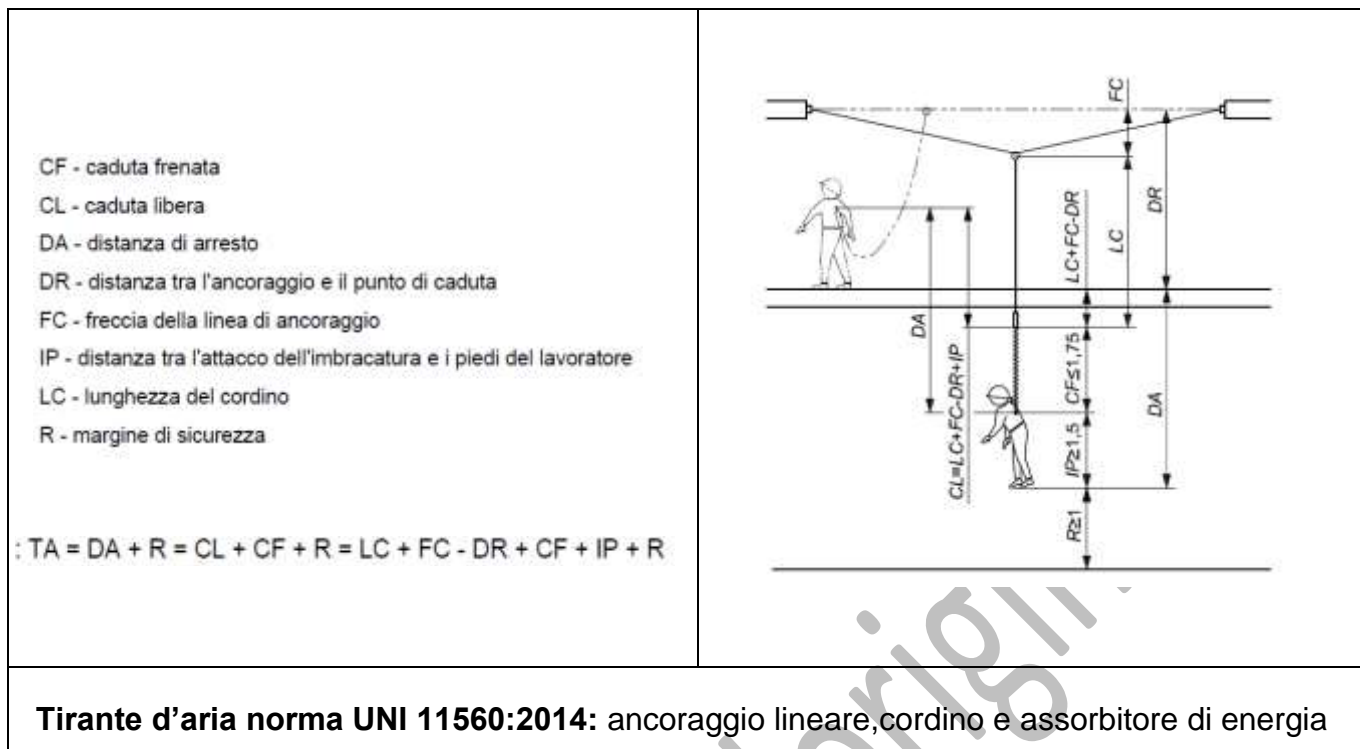 CF - caduta frenata
CL - caduta libera
DA - distanza di arresto
DR - distanza tra l'ancoraggio e il punto di caduta
FC - freccia della linea di ancoraggio
IP - distanza tra l'attacco dell'imbracatura e i piedi del lavoratore
LC - lunghezza del cordino
R - margine di sicurezza
: TA = DA + R = CL + CF + R = LC + FC - DR + CF + IP + R
FC
DR
LC
LC+FC-DR
DA
CL=LC+FC-DR+IP
CF≤1,75
DA
IP≥1,5
R≥1
Tirante d'aria norma UNI 11560:2014: ancoraggio lineare,cordino e assorbitore di energia